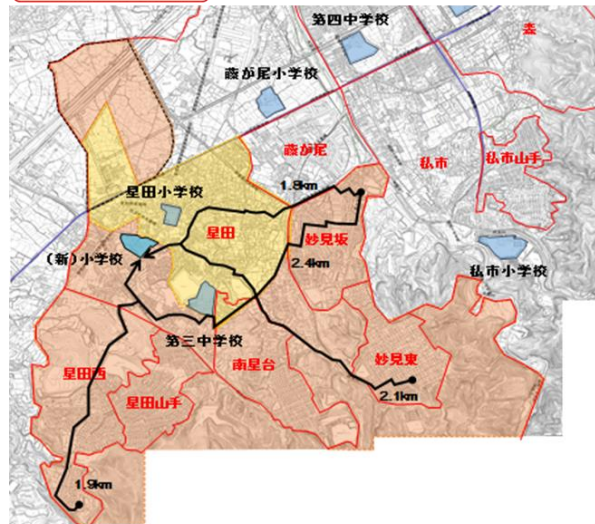 第四中学校
森
藤が尾小学校
藤が尾
私市
私市山手
1.8km
星田小学校
星田
妙見坂
2.4km
(新)小学校
私市小学校
第三中学校
星田西
南星台
妙見東
星田山手
2.1km
1.9km